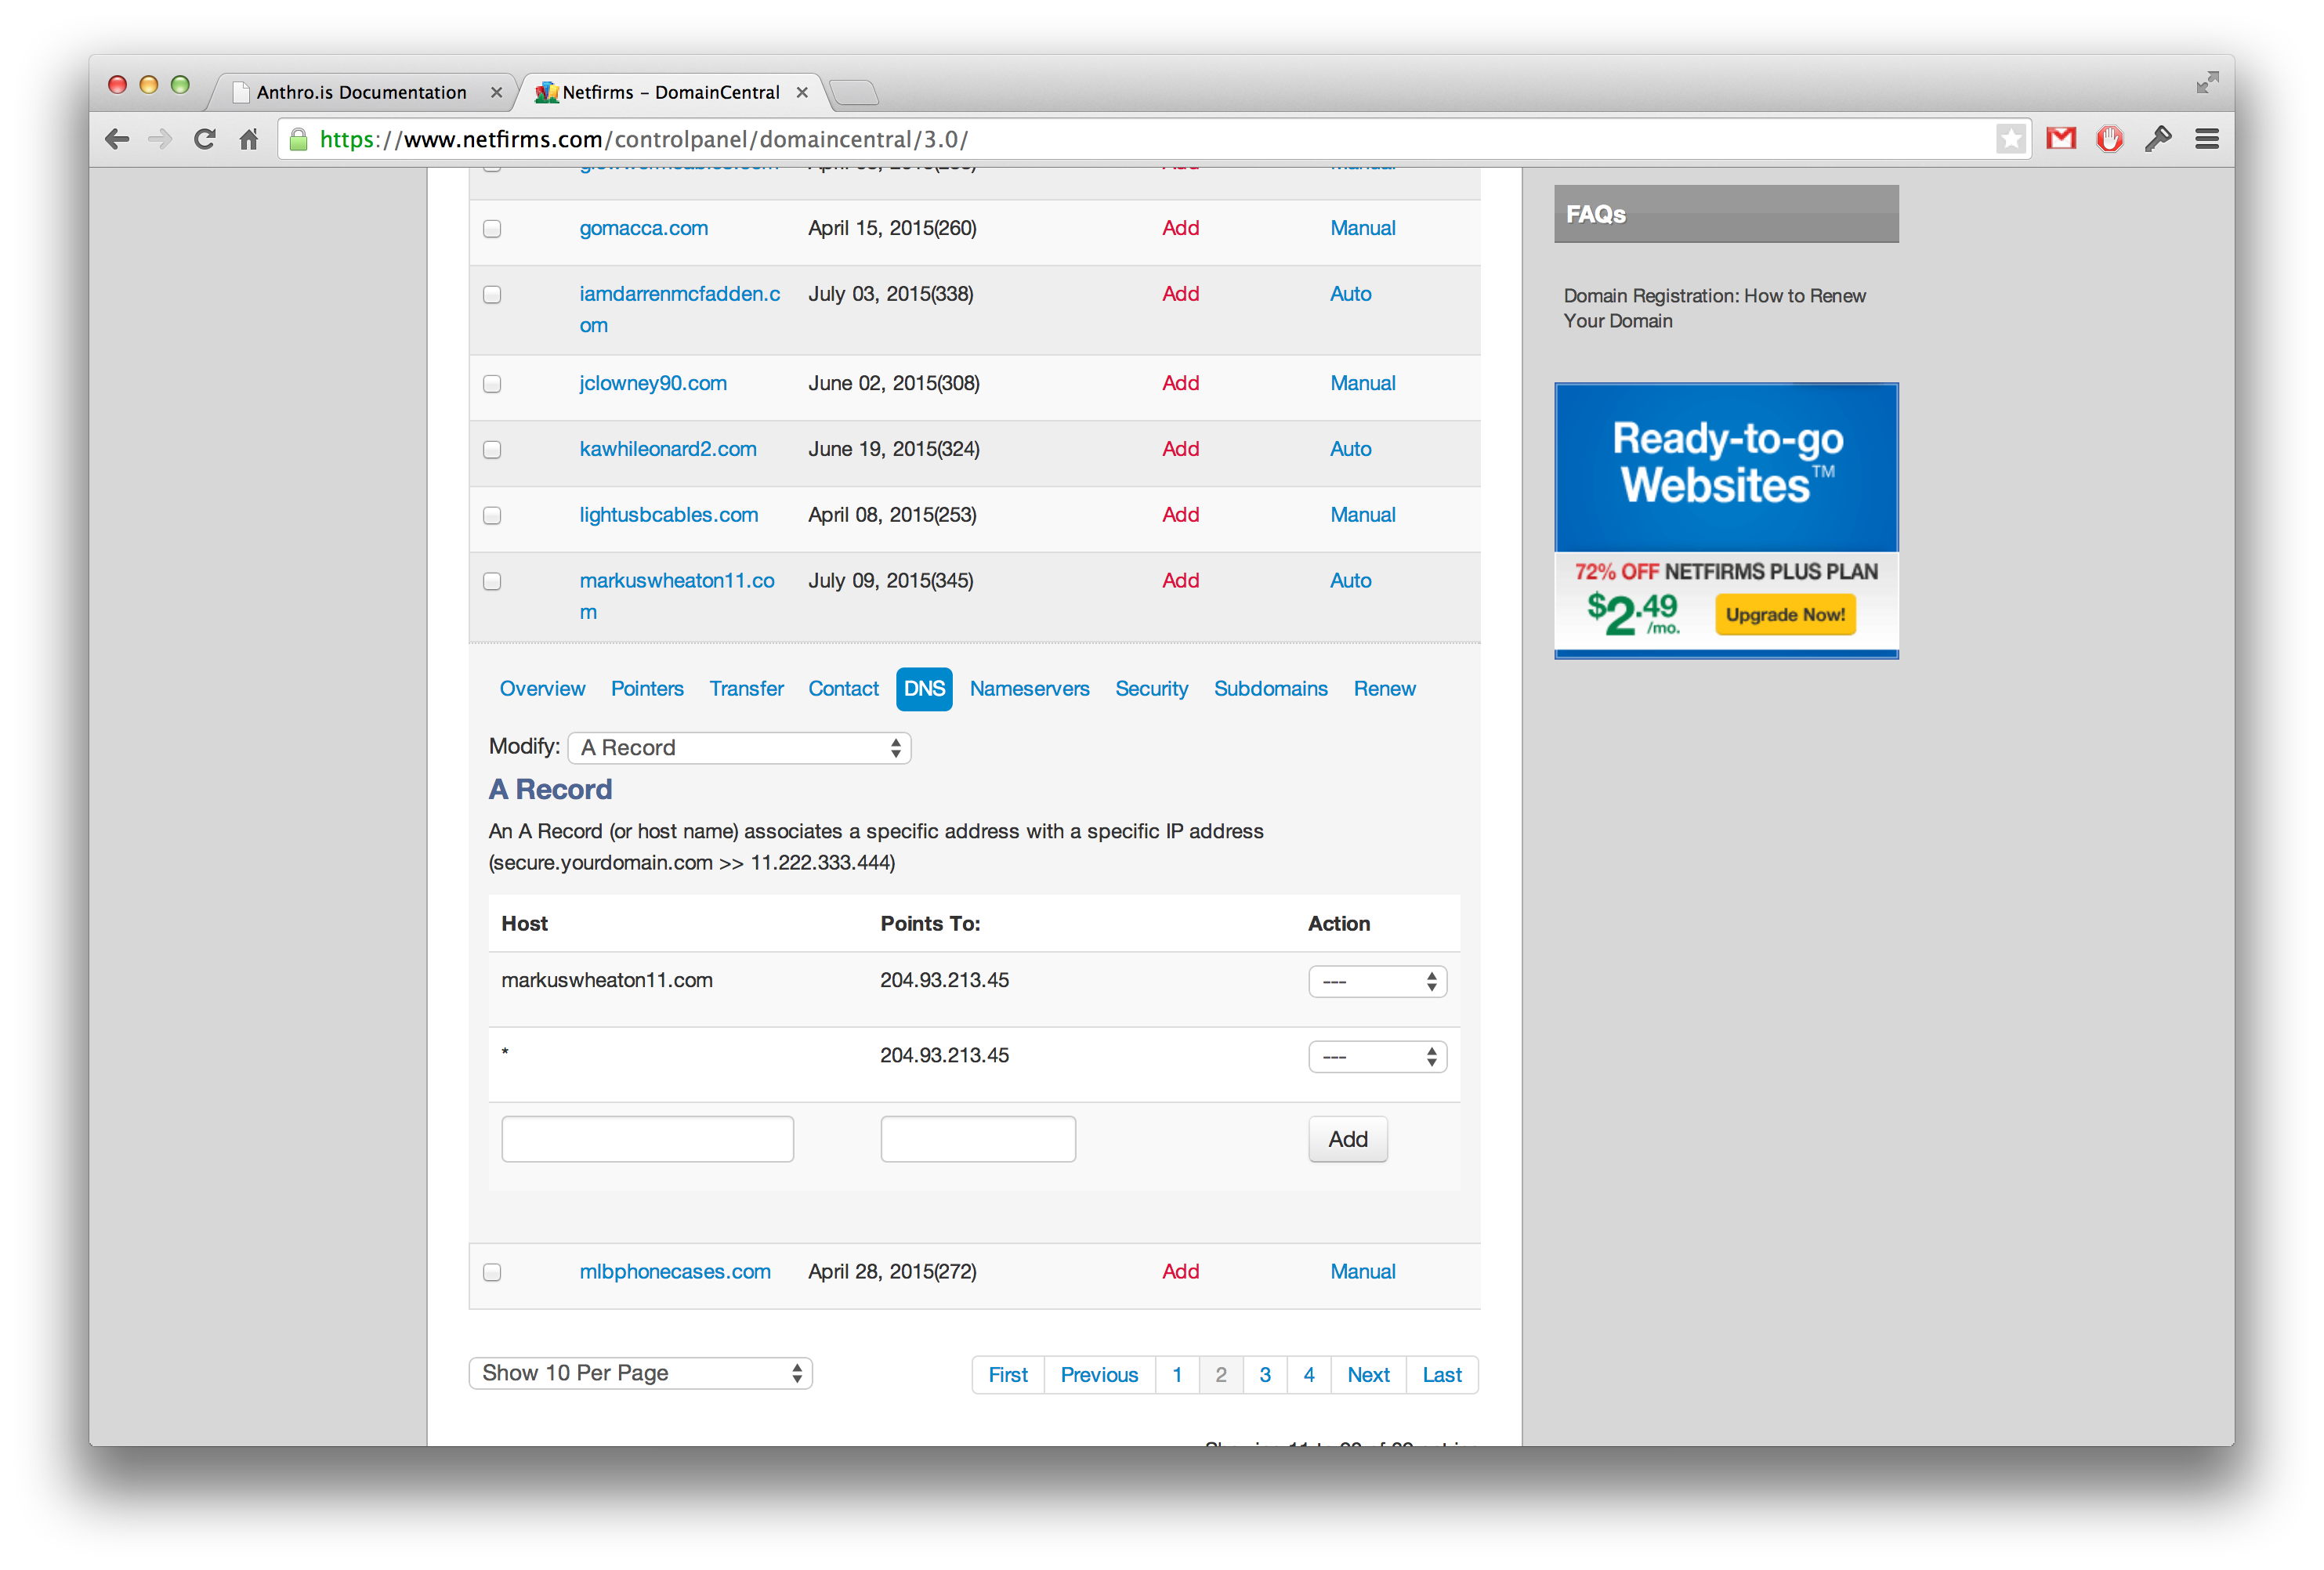 Anthro.is Documentation
Netfirms – DomainCentral
https://www.netfirms.com/controlpanel/domaincentral/3.0/
gomacca.com April 15, 2015(260) Add Manual
iamdarrenmcfadden.c July 03, 2015(338) Add Auto
om
jclowney90.com June 02, 2015(308) Add Manual
kawhileonard2.com June 19, 2015(324) Add Auto
lightusbcables.com April 08, 2015(253) Add Manual
markuswheaton11.co July 09, 2015(345) Add Auto
m
Overview Pointers Transfer Contact DNS Nameservers Security Subdomains Renew
Modify: A Record
A Record
An A Record (or host name) associates a specific address with a specific IP address
(secure.yourdomain.com >> 11.222.333.444)
Host Points To: Action
markuswheaton11.com 204.93.213.45 ---
* 204.93.213.45 ---
Add
mlbphonecases.com April 28, 2015(272) Add Manual
Show 10 Per Page First Previous 1 2 3 4 Next Last
FAQs
Domain Registration: How to Renew
Your Domain
Ready-to-go
Websites™
72% OFF NETFIRMS PLUS PLAN
$2.49 /mo. Upgrade Now!